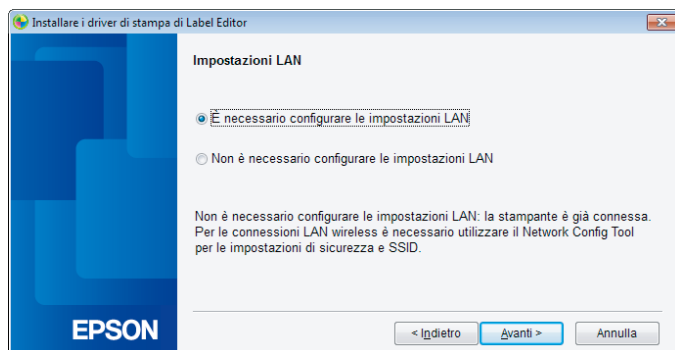 Installare i driver di stampa di Label Editor
Impostazioni LAN
È necessario configurare le impostazioni LAN
Non è necessario configurare le impostazioni LAN
Non è necessario configurare le impostazioni LAN: la stampante è già connessa.
Per le connessioni LAN wireless è necessario utilizzare il Network Config Tool
per le impostazioni di sicurezza e SSID.
EPSON
< Indietro
Avanti >
Annulla